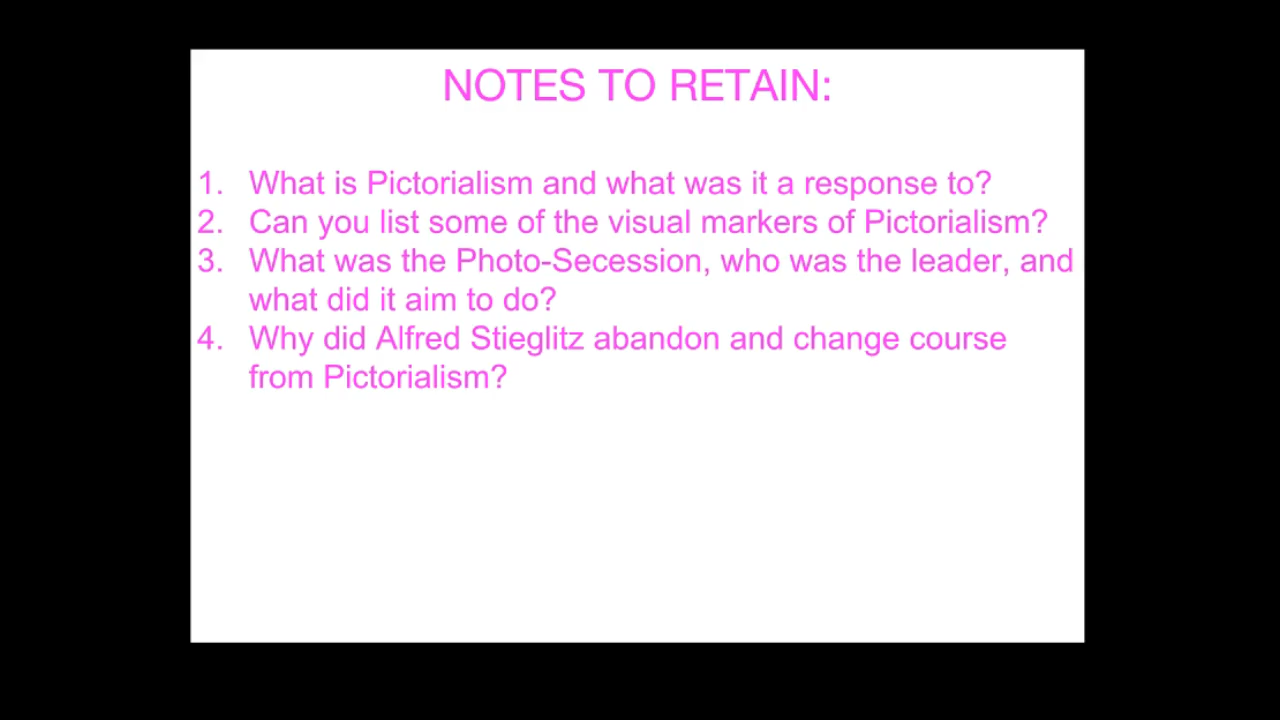 NOTES TO RETAIN:
1. What is Pictorialism and what was it a response to?
2. Can you list some of the visual markers of Pictorialism?
3. What was the Photo-Secession, who was the leader, and
what did it aim to do?
4. Why did Alfred Stieglitz abandon and change course
from Pictorialism?